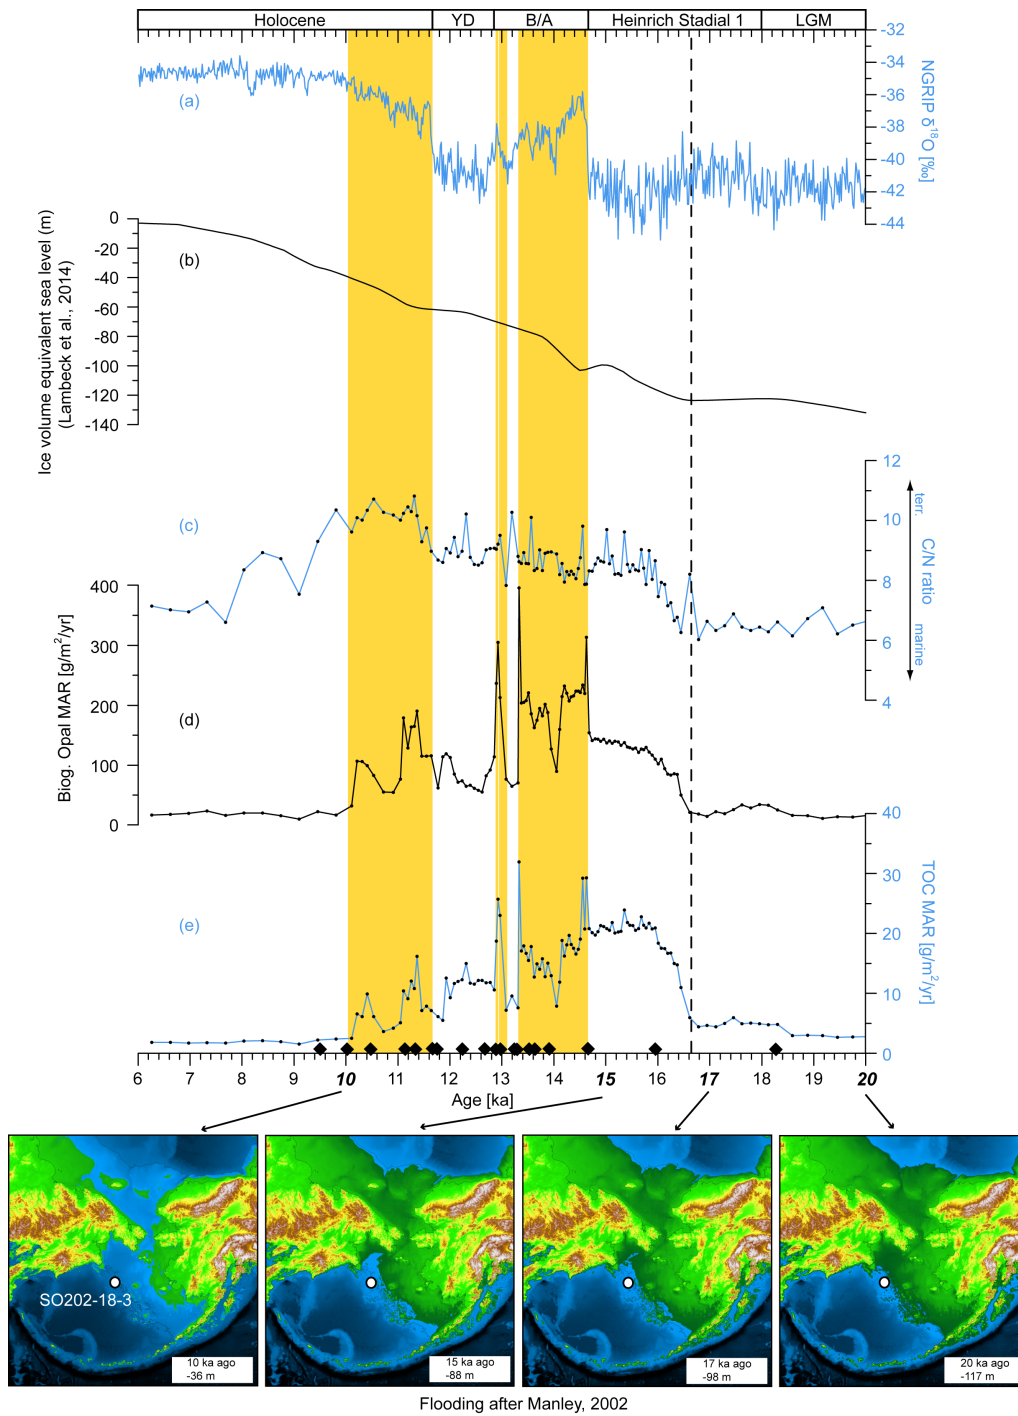 Holocene YD B/A Heinrich Stadial 1 LGM
-32
-34
-36
-38
-40
-42
-44
NGRIP δ¹⁸O [‰]
(a)
0
-20
-40
-60
-80
-100
-120
-140
Ice volume equivalent sea level (m)
(Lambeck et al., 2014)
(b)
12
10
8
6
4
terr.
C/N ratio
marine
(c)
400
300
200
100
0
Biog. Opal MAR [g/m²/yr]
(d)
40
30
20
10
0
TOC MAR [g/m²/yr]
(e)
6 7 8 9 10 11 12 13 14 15 16 17 18 19 20
Age [ka]
SO202-18-3
10 ka ago
-36 m
15 ka ago
-88 m
17 ka ago
-98 m
20 ka ago
-117 m
Flooding after Manley, 2002